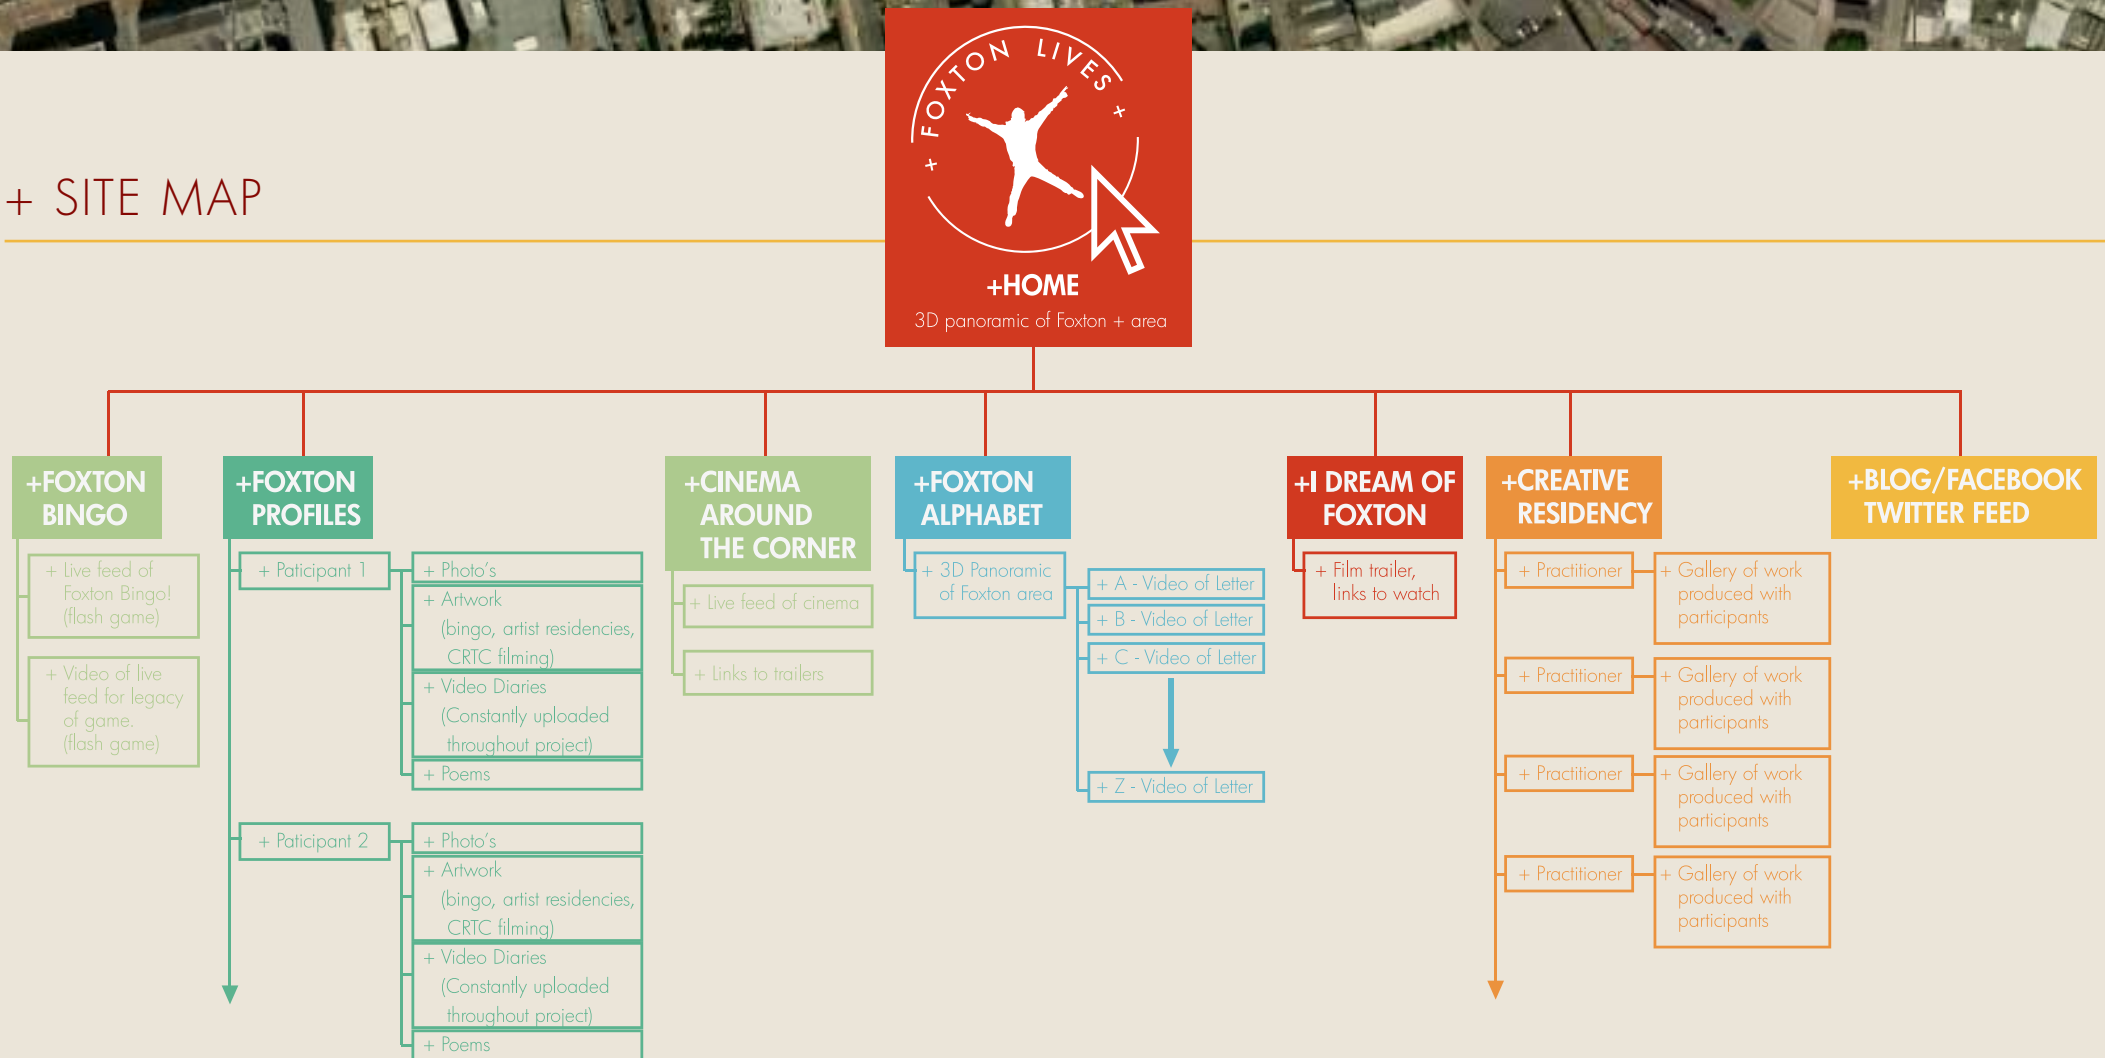 + FOXTON LIVES +
+ SITE MAP
+HOME
3D panoramic of Foxton + area
+FOXTON
BINGO
+ Live feed of
Foxton Bingo!
(flash game)
+ Video of live
feed for legacy
of game.
(flash game)
+FOXTON
PROFILES
+ Paticipant 1
+ Photo's
+ Artwork
(bingo, artist residencies,
CRTC filming)
+ Video Diaries
(Constantly uploaded
throughout project)
+ Poems
+ Paticipant 2
+ Photo's
+ Artwork
(bingo, artist residencies,
CRTC filming)
+ Video Diaries
(Constantly uploaded
throughout project)
+ Poems
+CINEMA
AROUND
THE CORNER
+ Live feed of cinema
+ Links to trailers
+FOXTON
ALPHABET
+ 3D Panoramic
of Foxton area
+ A - Video of Letter
+ B - Video of Letter
+ C - Video of Letter
+ Z - Video of Letter
+I DREAM OF
FOXTON
+ Film trailer,
links to watch
+CREATIVE
RESIDENCY
+ Practitioner
+ Gallery of work
produced with
participants
+ Practitioner
+ Gallery of work
produced with
participants
+ Practitioner
+ Gallery of work
produced with
participants
+ Practitioner
+ Gallery of work
produced with
participants
+BLOG/FACEBOOK
TWITTER FEED